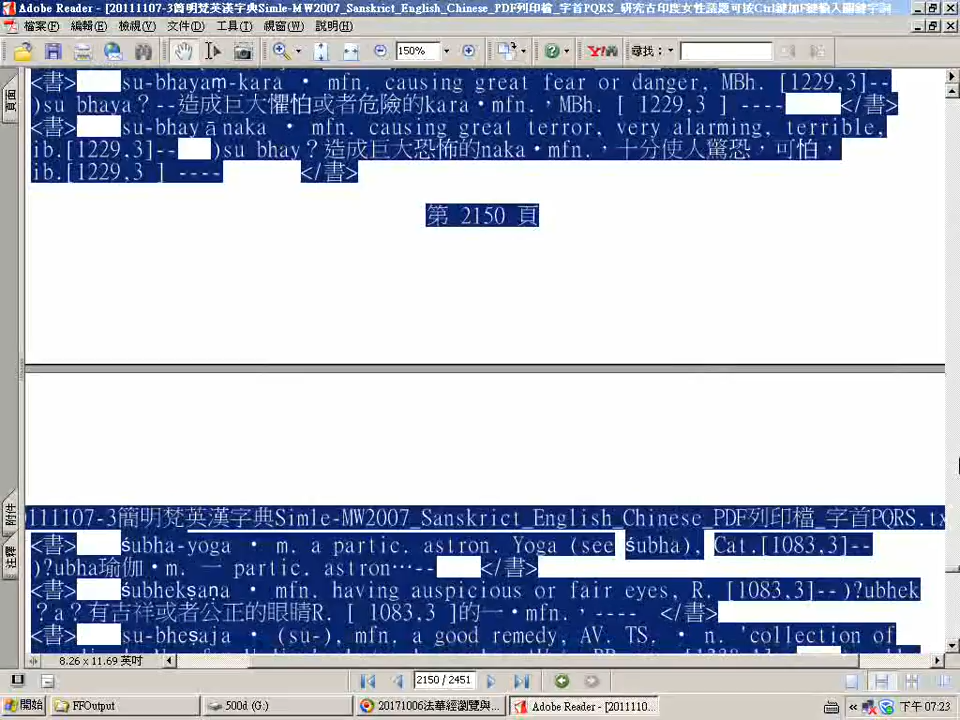 Adobe Reader - [20111107-3簡明梵英漢字典Simle-MW2007_Sanskrict_English_Chinese_PDF列印檔_字首PQRS_研究古印度女性議題可按Ctrl鍵加F鍵輸入關鍵字詞
檔案(F) 編輯(E) 檢視(V) 文件(D) 工具(T) 視窗(W) 說明(H)
150% Y! 尋找:
頁面
<書> su-bhayaṃ-kara • mfn. causing great fear or danger, MBh. [1229,3]--
)su bhaya？--造成巨大懼怕或者危險的kara•mfn.，MBh. [ 1229,3 ] ---- </書>
<書> su-bhayānaka • mfn. causing great terror, very alarming, terrible,
ib.[1229,3]-- )su bhay？造成巨大恐怖的naka•mfn.，十分使人驚恐，可怕，
ib.[1229,3 ] ---- </書>
第 2150 頁
附件
注釋
111107-3簡明梵英漢字典Simle-MW2007_Sanskrict_English_Chinese_PDF列印檔_字首PQRS.tx
<書> śubha-yoga • m. a partic. astron. Yoga (see śubha), Cat.[1083,3]--
)?ubha瑜伽•m. 一 partic. astron…-- </書>
<書> śubhekṣaṇa • mfn. having auspicious or fair eyes, R. [1083,3]--)?ubhek
？a？有吉祥或者公正的眼睛R. [ 1083,3 ]的一•mfn.，---- </書>
<書> su-bheṣaja • (su-), mfn. a good remedy, AV. TS. • n. 'collection of
8.26 x 11.69 英吋
2150 / 2451
開始 FFOutput 500d (G:) 20171006法華經瀏覽與... Adobe Reader - [2011110... « 下午 07:23